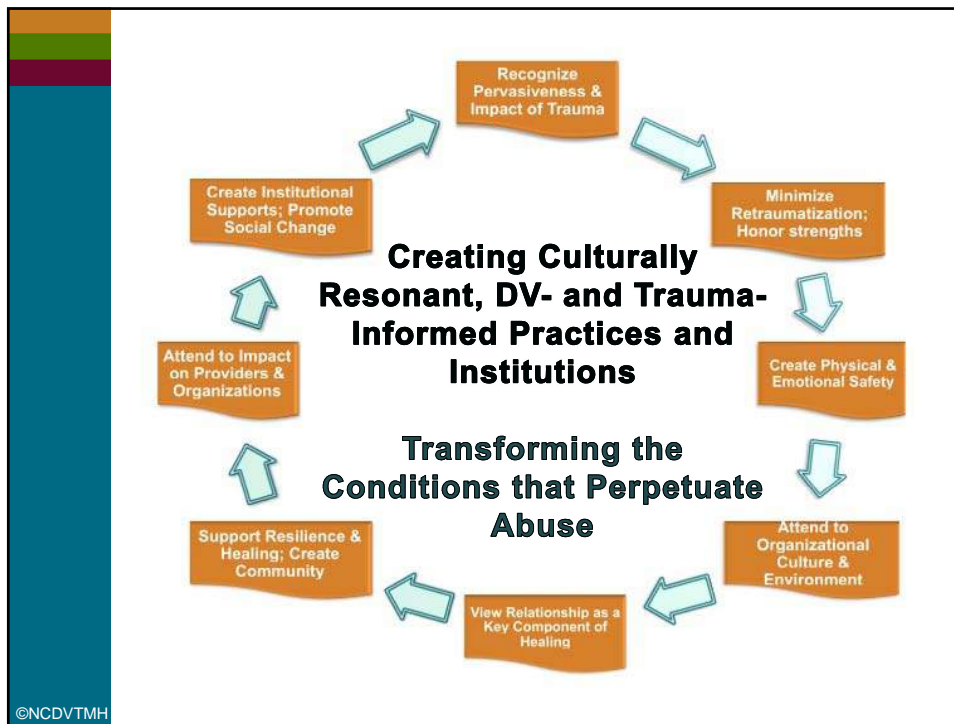 Recognize
Pervasiveness &
Impact of Trauma
Minimize
Retraumatization;
Honor strengths
Create Physical &
Emotional Safety
Attend to
Organizational
Culture &
Environment
View Relationship as a
Key Component of
Healing
Support Resilience &
Healing; Create
Community
Attend to Impact
on Providers &
Organizations
Create Institutional
Supports; Promote
Social Change
Creating Culturally
Resonant, DV- and Trauma-
Informed Practices and
Institutions
Transforming the
Conditions that Perpetuate
Abuse
©NCDVTMH